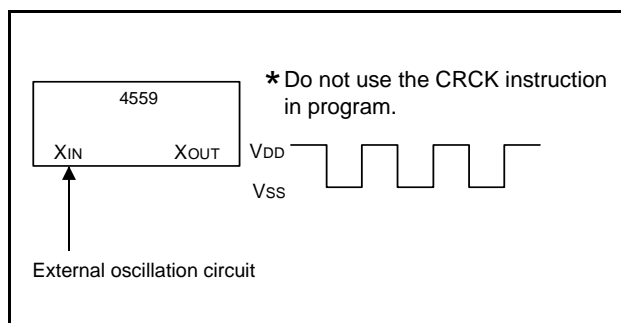 * Do not use the CRCK instruction
in program.
4559
XIN XOUT
VDD
VSS
External oscillation circuit